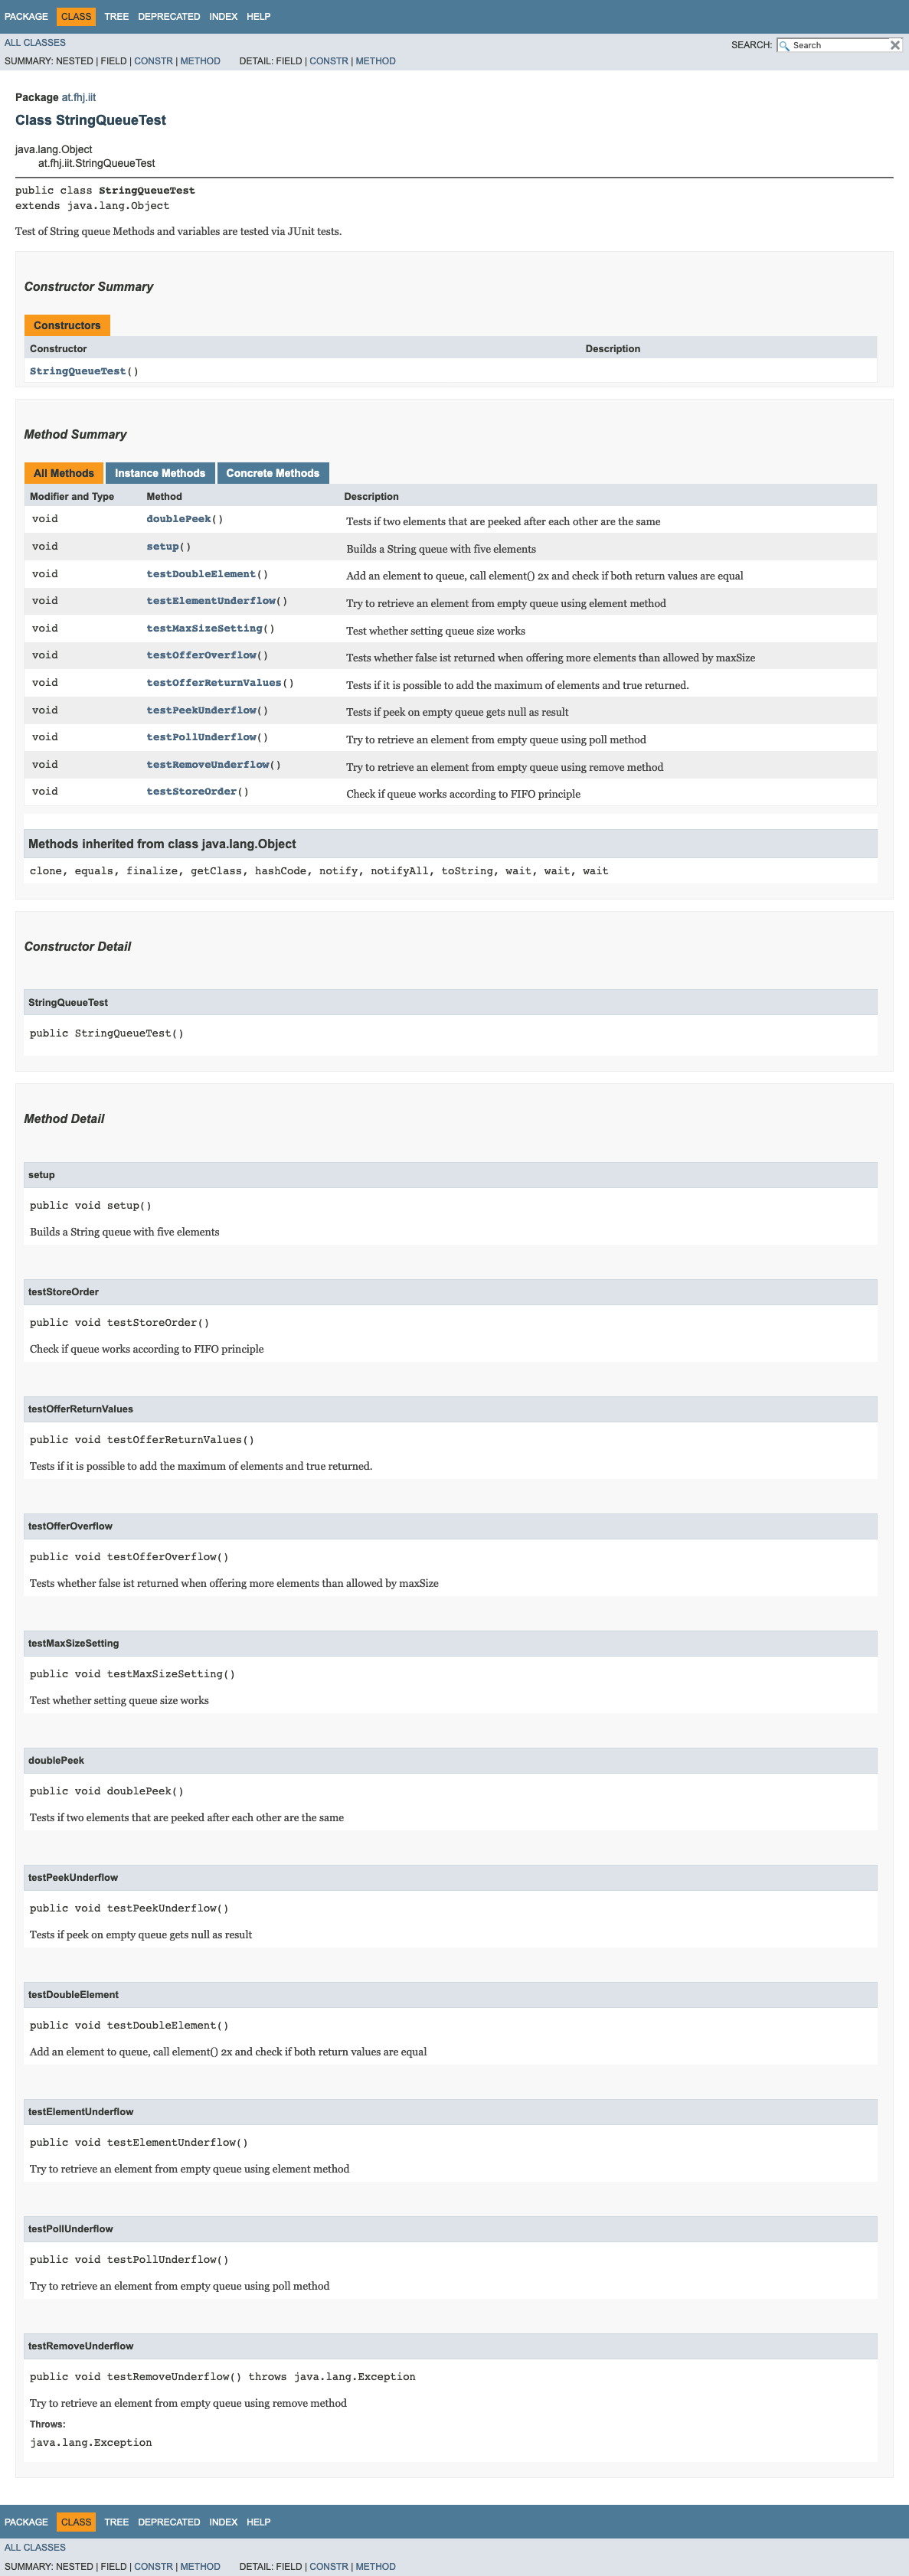 PACKAGE CLASS TREE DEPRECATED INDEX HELP
ALL CLASSES
SEARCH: Search
SUMMARY: NESTED | FIELD | CONSTR | METHOD DETAIL: FIELD | CONSTR | METHOD
Package at.fhj.iit
Class StringQueueTest
java.lang.Object
at.fhj.iit.StringQueueTest
public class StringQueueTest
extends java.lang.Object
Test of String queue Methods and variables are tested via JUnit tests.
Constructor Summary
Constructors
Constructor Description
StringQueueTest()
Method Summary
All Methods Instance Methods Concrete Methods
Modifier and Type Method Description
void doublePeek() Tests if two elements that are peeked after each other are the same
void setup() Builds a String queue with five elements
void testDoubleElement() Add an element to queue, call element() 2x and check if both return values are equal
void testElementUnderflow() Try to retrieve an element from empty queue using element method
void testMaxSizeSetting() Test whether setting queue size works
void testOfferOverflow() Tests whether false ist returned when offering more elements than allowed by maxSize
void testOfferReturnValues() Tests if it is possible to add the maximum of elements and true returned.
void testPeekUnderflow() Tests if peek on empty queue gets null as result
void testPollUnderflow() Try to retrieve an element from empty queue using poll method
void testRemoveUnderflow() Try to retrieve an element from empty queue using remove method
void testStoreOrder() Check if queue works according to FIFO principle
Methods inherited from class java.lang.Object
clone, equals, finalize, getClass, hashCode, notify, notifyAll, toString, wait, wait, wait
Constructor Detail
StringQueueTest
public StringQueueTest()
Method Detail
setup
public void setup()
Builds a String queue with five elements
testStoreOrder
public void testStoreOrder()
Check if queue works according to FIFO principle
testOfferReturnValues
public void testOfferReturnValues()
Tests if it is possible to add the maximum of elements and true returned.
testOfferOverflow
public void testOfferOverflow()
Tests whether false ist returned when offering more elements than allowed by maxSize
testMaxSizeSetting
public void testMaxSizeSetting()
Test whether setting queue size works
doublePeek
public void doublePeek()
Tests if two elements that are peeked after each other are the same
testPeekUnderflow
public void testPeekUnderflow()
Tests if peek on empty queue gets null as result
testDoubleElement
public void testDoubleElement()
Add an element to queue, call element() 2x and check if both return values are equal
testElementUnderflow
public void testElementUnderflow()
Try to retrieve an element from empty queue using element method
testPollUnderflow
public void testPollUnderflow()
Try to retrieve an element from empty queue using poll method
testRemoveUnderflow
public void testRemoveUnderflow() throws java.lang.Exception
Try to retrieve an element from empty queue using remove method
Throws:
java.lang.Exception
PACKAGE CLASS TREE DEPRECATED INDEX HELP
ALL CLASSES
SUMMARY: NESTED | FIELD | CONSTR | METHOD DETAIL: FIELD | CONSTR | METHOD